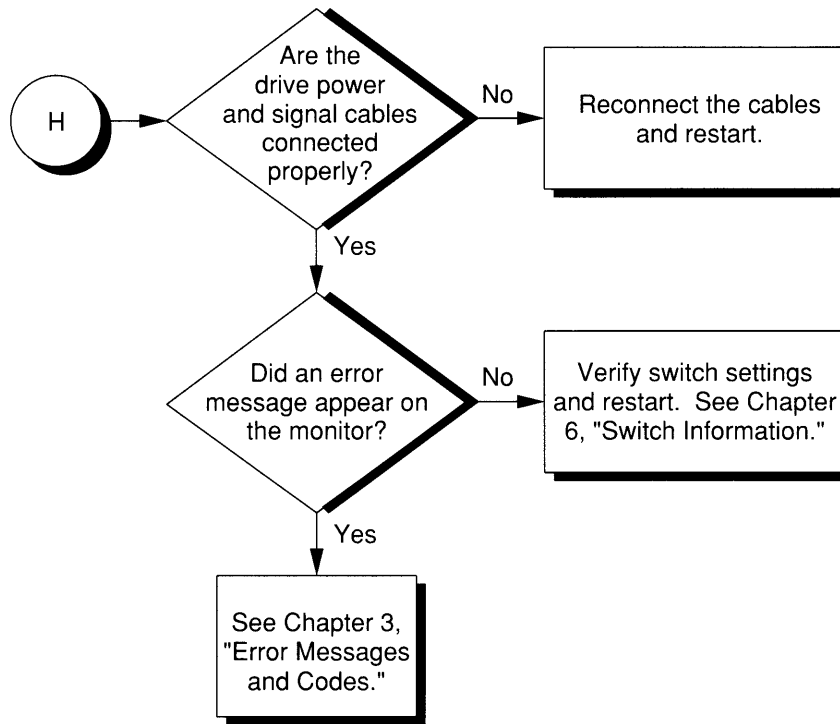 H
Are the
drive power
and signal cables
connected
properly?
No
Reconnect the cables
and restart.
Yes
Did an error
message appear on
the monitor?
No
Verify switch settings
and restart. See Chapter
6, "Switch Information."
Yes
See Chapter 3,
"Error Messages
and Codes."